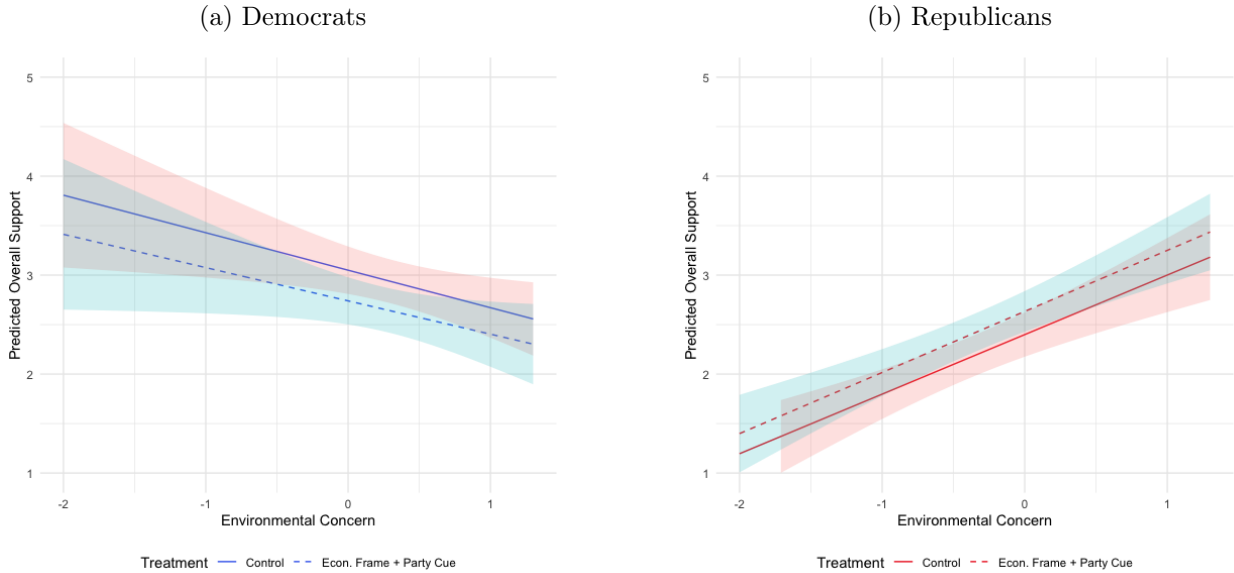 (a) Democrats
5
4
3
2
1
Predicted Overall Support
-2
-1
0
1
Environmental Concern
Treatment Control Econ. Frame + Party Cue
(b) Republicans
5
4
3
2
1
Predicted Overall Support
-2
-1
0
1
Environmental Concern
Treatment Control Econ. Frame + Party Cue